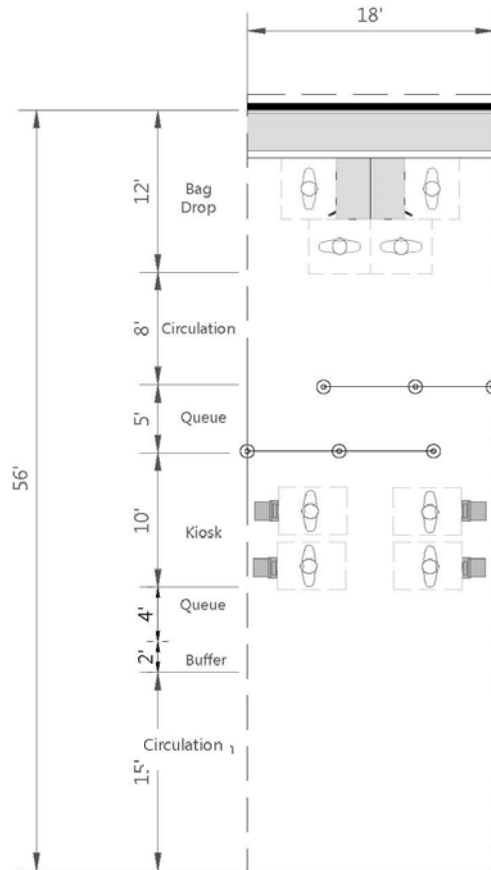 18'
12'
Bag
Drop
8'
Circulation
5'
Queue
56'
10'
Kiosk
Queue
4'
2'
Buffer
Circulation
15'